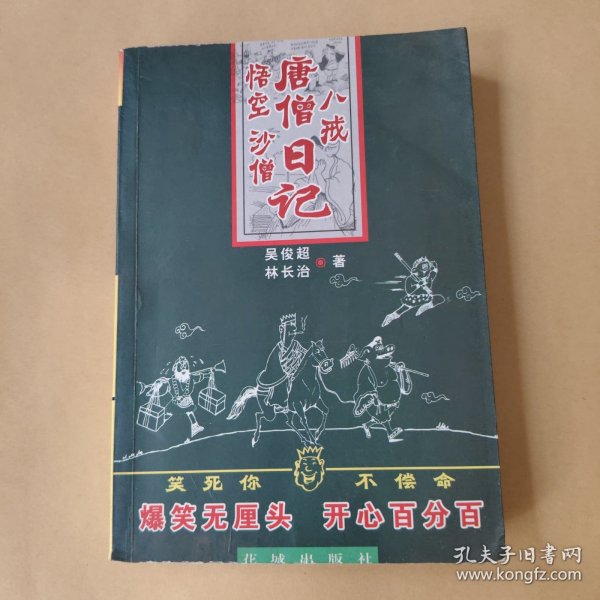 悟空 沙僧
唐僧日记
八戒
吴俊超
林长治
著
笑死你 不偿命
爆笑无厘头 开心百分百
花城出版社
孔夫子旧书网
www.kongfz.com